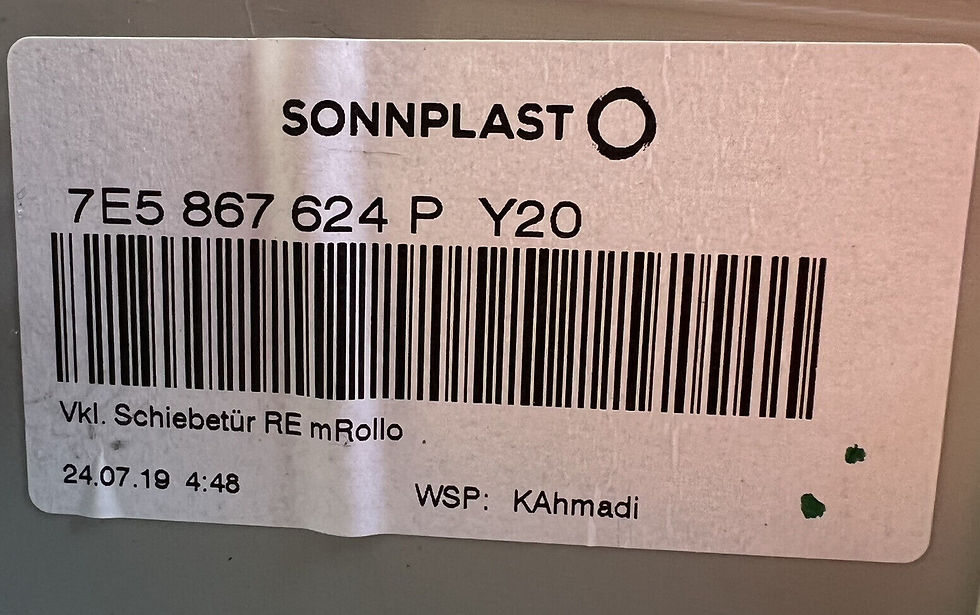 SONNPLAST
7E5 867 624 P Y20
Vkl. Schiebetür RE mRollo
24.07.19 4:48
WSP: KAhmadi